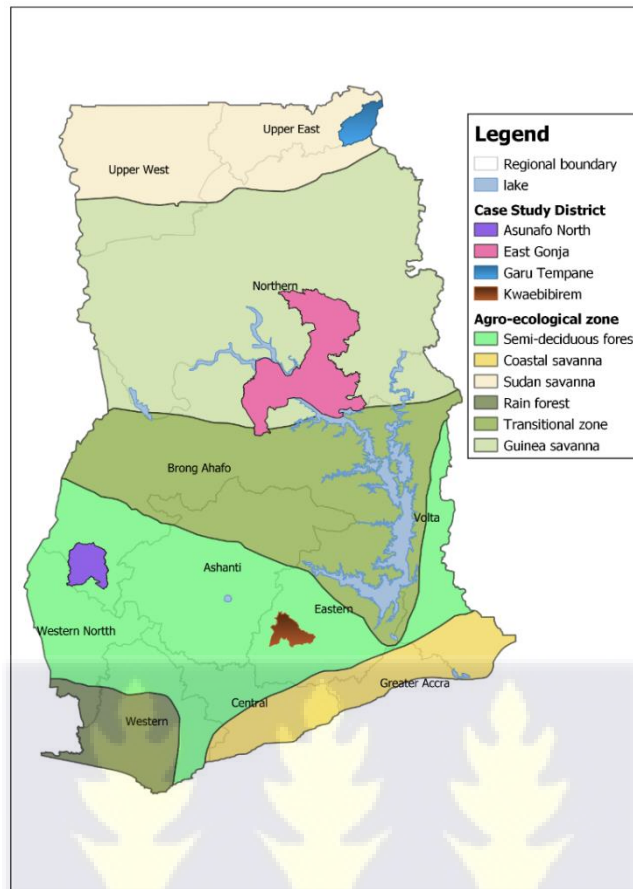 Upper East
Upper West
Northern
Brong Ahafo
Volta
Ashanti
Eastern
Western Nortth
Central
Greater Accra
Western
Legend
Regional boundary
lake
Case Study District
Asunafo North
East Gonja
Garu Tempane
Kwaebibirem
Agro-ecological zone
Semi-deciduous fores
Coastal savanna
Sudan savanna
Rain forest
Transitional zone
Guinea savanna